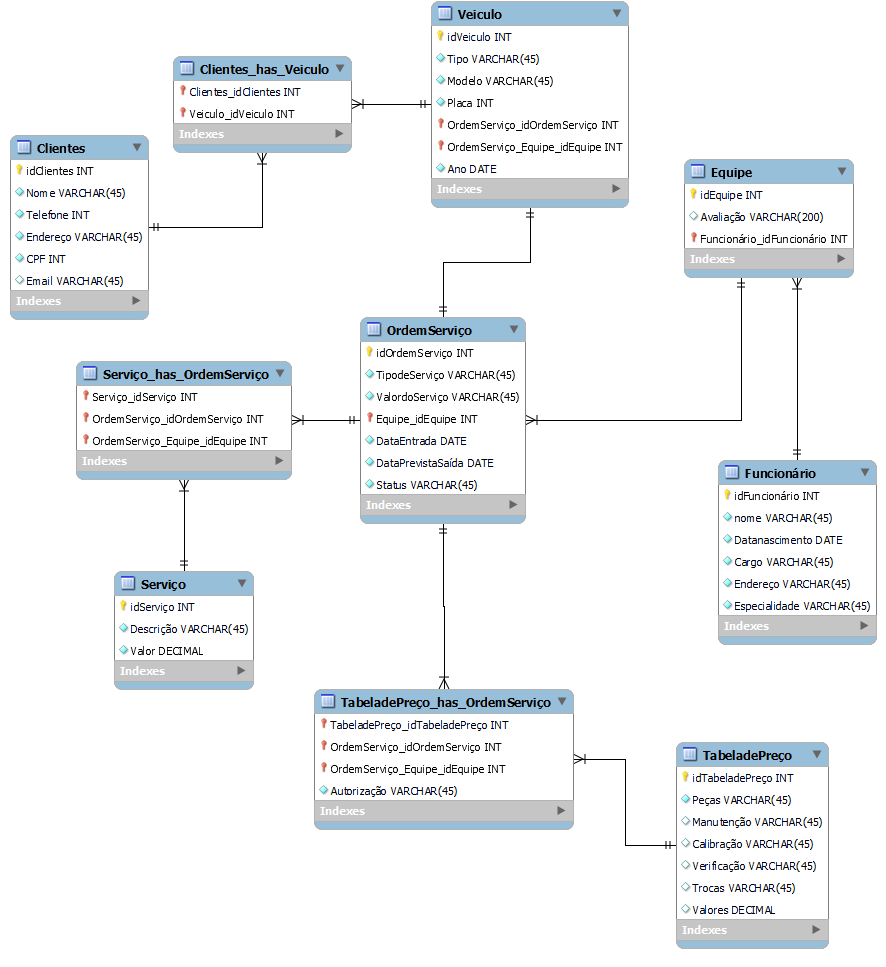 Veiculo
idVeiculo INT
Tipo VARCHAR(45)
Modelo VARCHAR(45)
Placa INT
OrdemServiço_idOrdemServiço INT
OrdemServiço_Equipe_idEquipe INT
Ano DATE
Indexes
Clientes_has_Veiculo
Clientes_idClientes INT
Veiculo_idVeiculo INT
Indexes
Clientes
idClientes INT
Nome VARCHAR(45)
Telefone INT
Endereço VARCHAR(45)
CPF INT
Email VARCHAR(45)
Indexes
Equipe
idEquipe INT
Avaliação VARCHAR(200)
Funcionário_idFuncionário INT
Indexes
OrdemServiço
idOrdemServiço INT
TipodeServiço VARCHAR(45)
ValordoServiço VARCHAR(45)
Equipe_idEquipe INT
DataEntrada DATE
DataPrevistaSaída DATE
Status VARCHAR(45)
Indexes
Serviço_has_OrdemServiço
Serviço_idServiço INT
OrdemServiço_idOrdemServiço INT
OrdemServiço_Equipe_idEquipe INT
Indexes
Funcionário
idFuncionário INT
nome VARCHAR(45)
Datanascimento DATE
Cargo VARCHAR(45)
Endereço VARCHAR(45)
Especialidade VARCHAR(45)
Indexes
Serviço
idServiço INT
Descrição VARCHAR(45)
Valor DECIMAL
Indexes
TabeladePreço_has_OrdemServiço
TabeladePreço_idTabeladePreço INT
OrdemServiço_idOrdemServiço INT
OrdemServiço_Equipe_idEquipe INT
Autorização VARCHAR(45)
Indexes
TabeladePreço
idTabeladePreço INT
Peças VARCHAR(45)
Manutenção VARCHAR(45)
Calibração VARCHAR(45)
Verificação VARCHAR(45)
Trocas VARCHAR(45)
Valores DECIMAL
Indexes